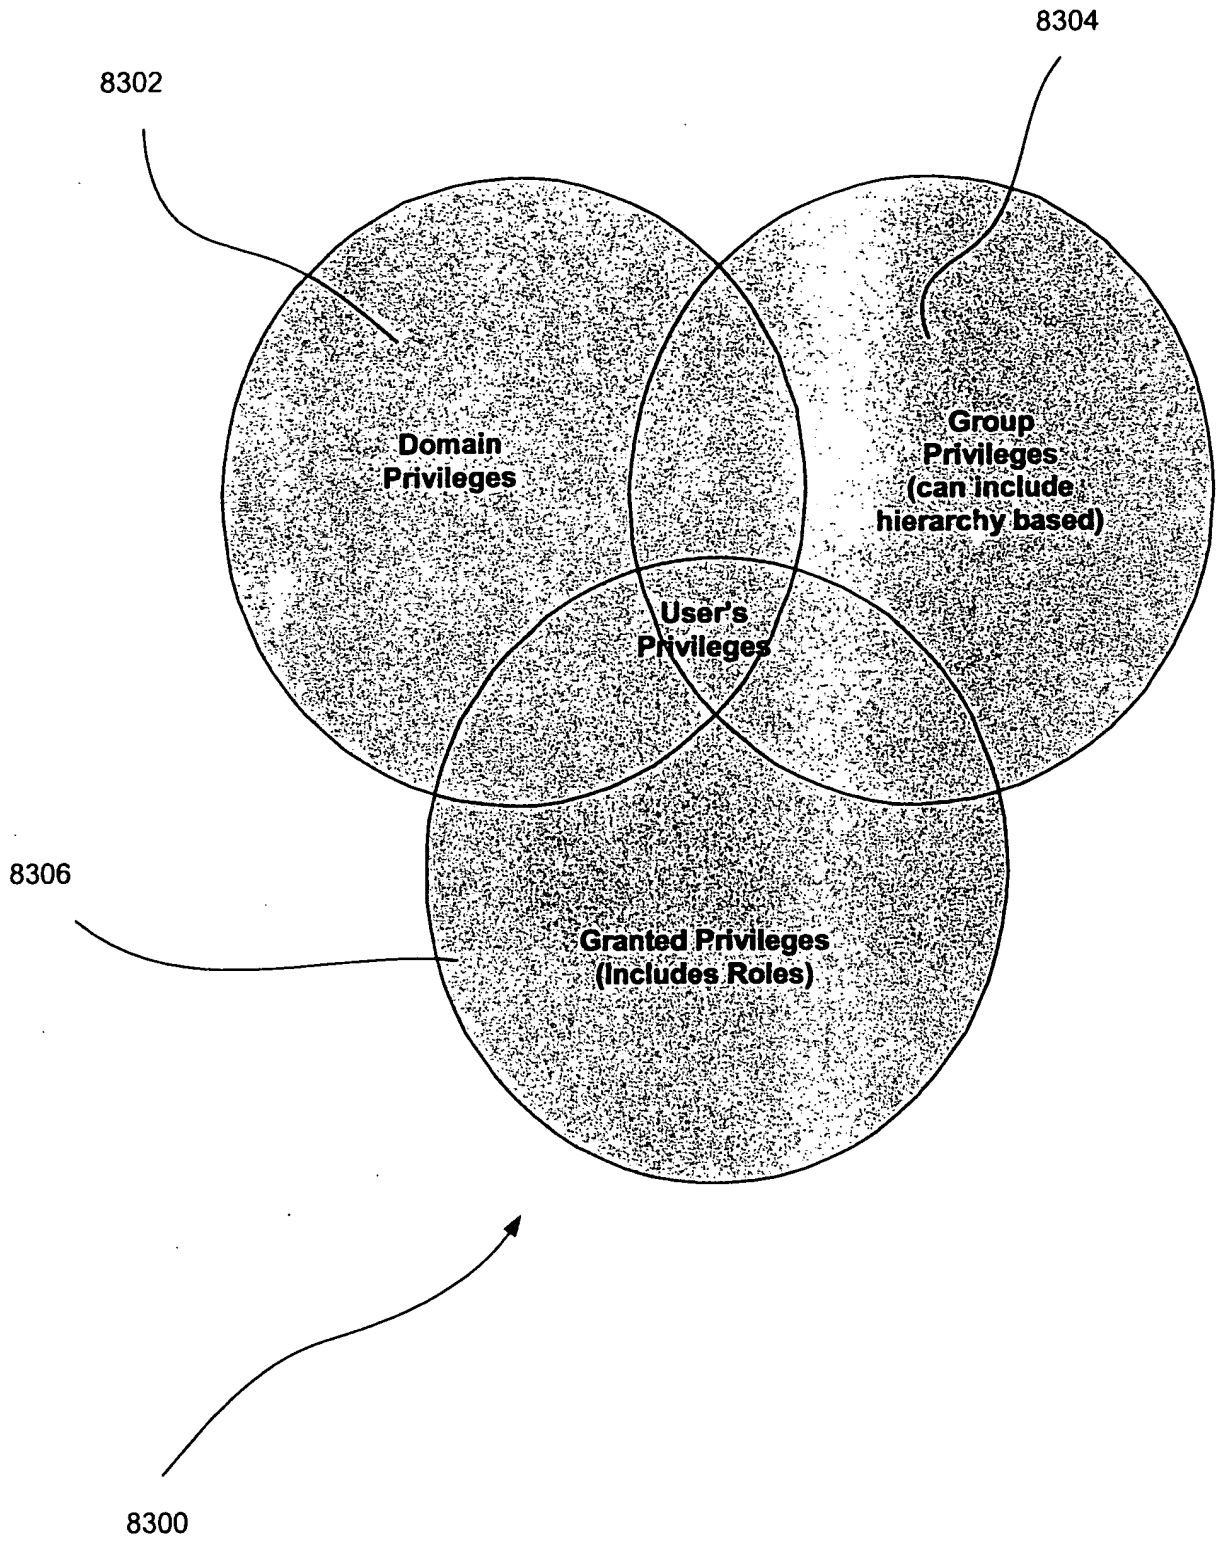 8304
8302
Domain
Privileges
Group
Privileges
(can include
hierarchy based)
User's
Privileges
8306
Granted Privileges
(Includes Roles)
8300